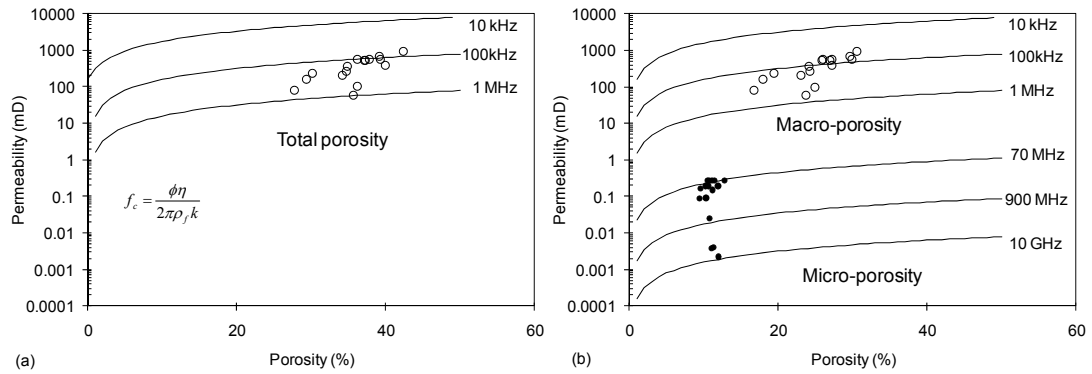 10000
1000
100
10
1
0.1
0.01
0.001
0.0001
Permeability (mD)
10 kHz
100kHz
1 MHz
Total porosity
f_c = φη / 2πρ_f k
0 20 40 60
Porosity (%)
(a)
10000
1000
100
10
1
0.1
0.01
0.001
0.0001
Permeability (mD)
10 kHz
100kHz
1 MHz
Macro-porosity
70 MHz
900 MHz
10 GHz
Micro-porosity
0 20 40 60
Porosity (%)
(b)